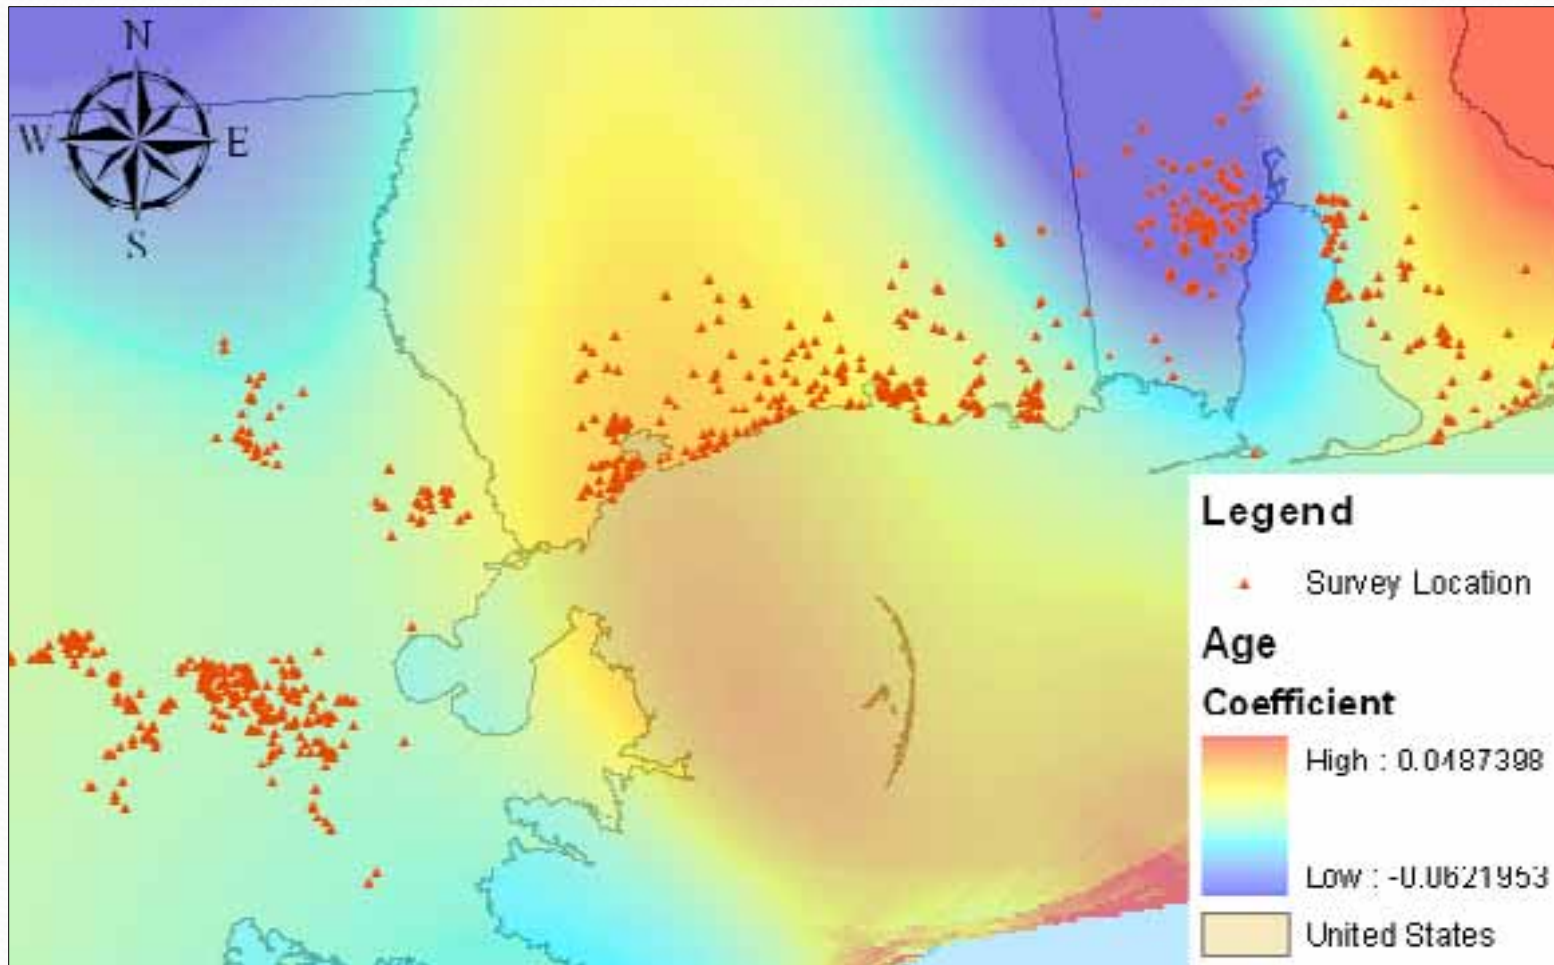 N
W
E
S
Legend
Survey Location
Age
Coefficient
High : 0.0487398
Low : -0.0621953
United States